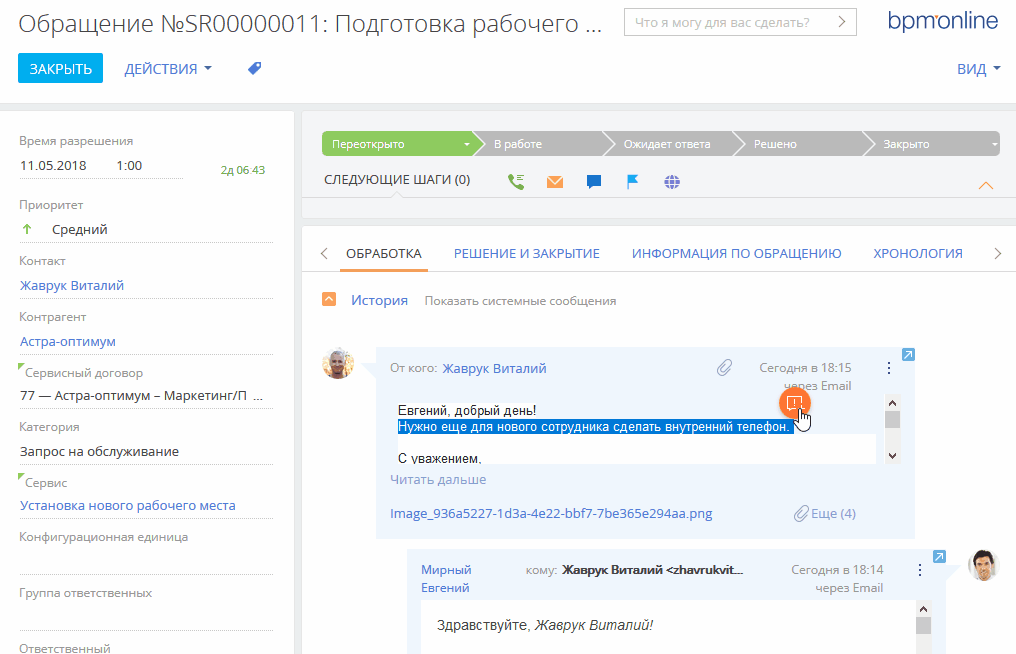 Обращение №SR00000011: Подготовка рабочего ...
Что я могу для вас сделать?
bpm'online
ЗАКРЫТЬ
ДЕЙСТВИЯ
ВИД
Время разрешения
11.05.2018 1:00
2д 06:43
Приоритет
Средний
Контакт
Жаврук Виталий
Контрагент
Астра-оптимум
Сервисный договор
77 — Астра-оптимум – Маркетинг/П ...
Категория
Запрос на обслуживание
Сервис
Установка нового рабочего места
Конфигурационная единица
Группа ответственных
Ответственный
Переоткрыто
В работе
Ожидает ответа
Решено
Закрыто
СЛЕДУЮЩИЕ ШАГИ (0)
ОБРАБОТКА
РЕШЕНИЕ И ЗАКРЫТИЕ
ИНФОРМАЦИЯ ПО ОБРАЩЕНИЮ
ХРОНОЛОГИЯ
История
Показать системные сообщения
От кого: Жаврук Виталий
Сегодня в 18:15
через Email
Евгений, добрый день!
Нужно еще для нового сотрудника сделать внутренний телефон.
С уважением,
Читать дальше
Image_936a5227-1d3a-4e22-bbf7-7be365e294aa.png
Еще (4)
Мирный
Евгений
кому: Жаврук Виталий <zhavrukvit...
Сегодня в 18:14
через Email
Здравствуйте, Жаврук Виталий!